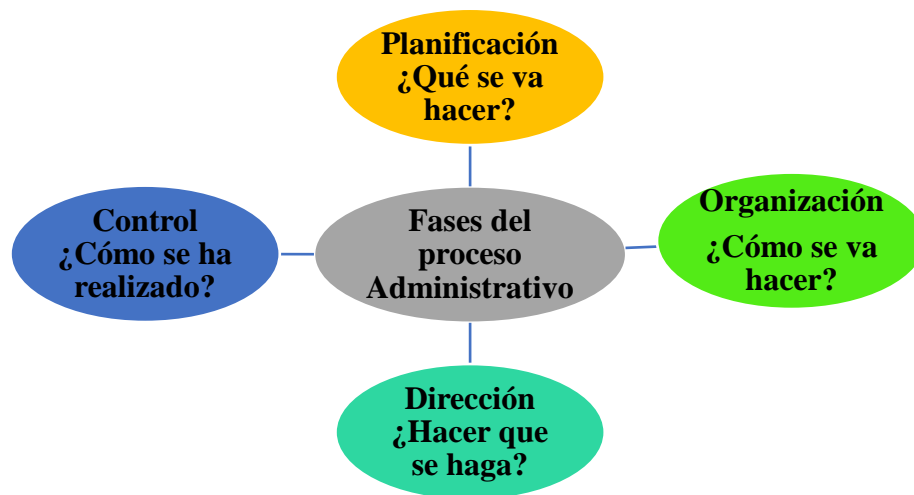 Planificación
¿Qué se va
hacer?
Organización
¿Cómo se va
hacer?
Control
¿Cómo se ha
realizado?
Fases del
proceso
Administrativo
Dirección
¿Hacer que
se haga?